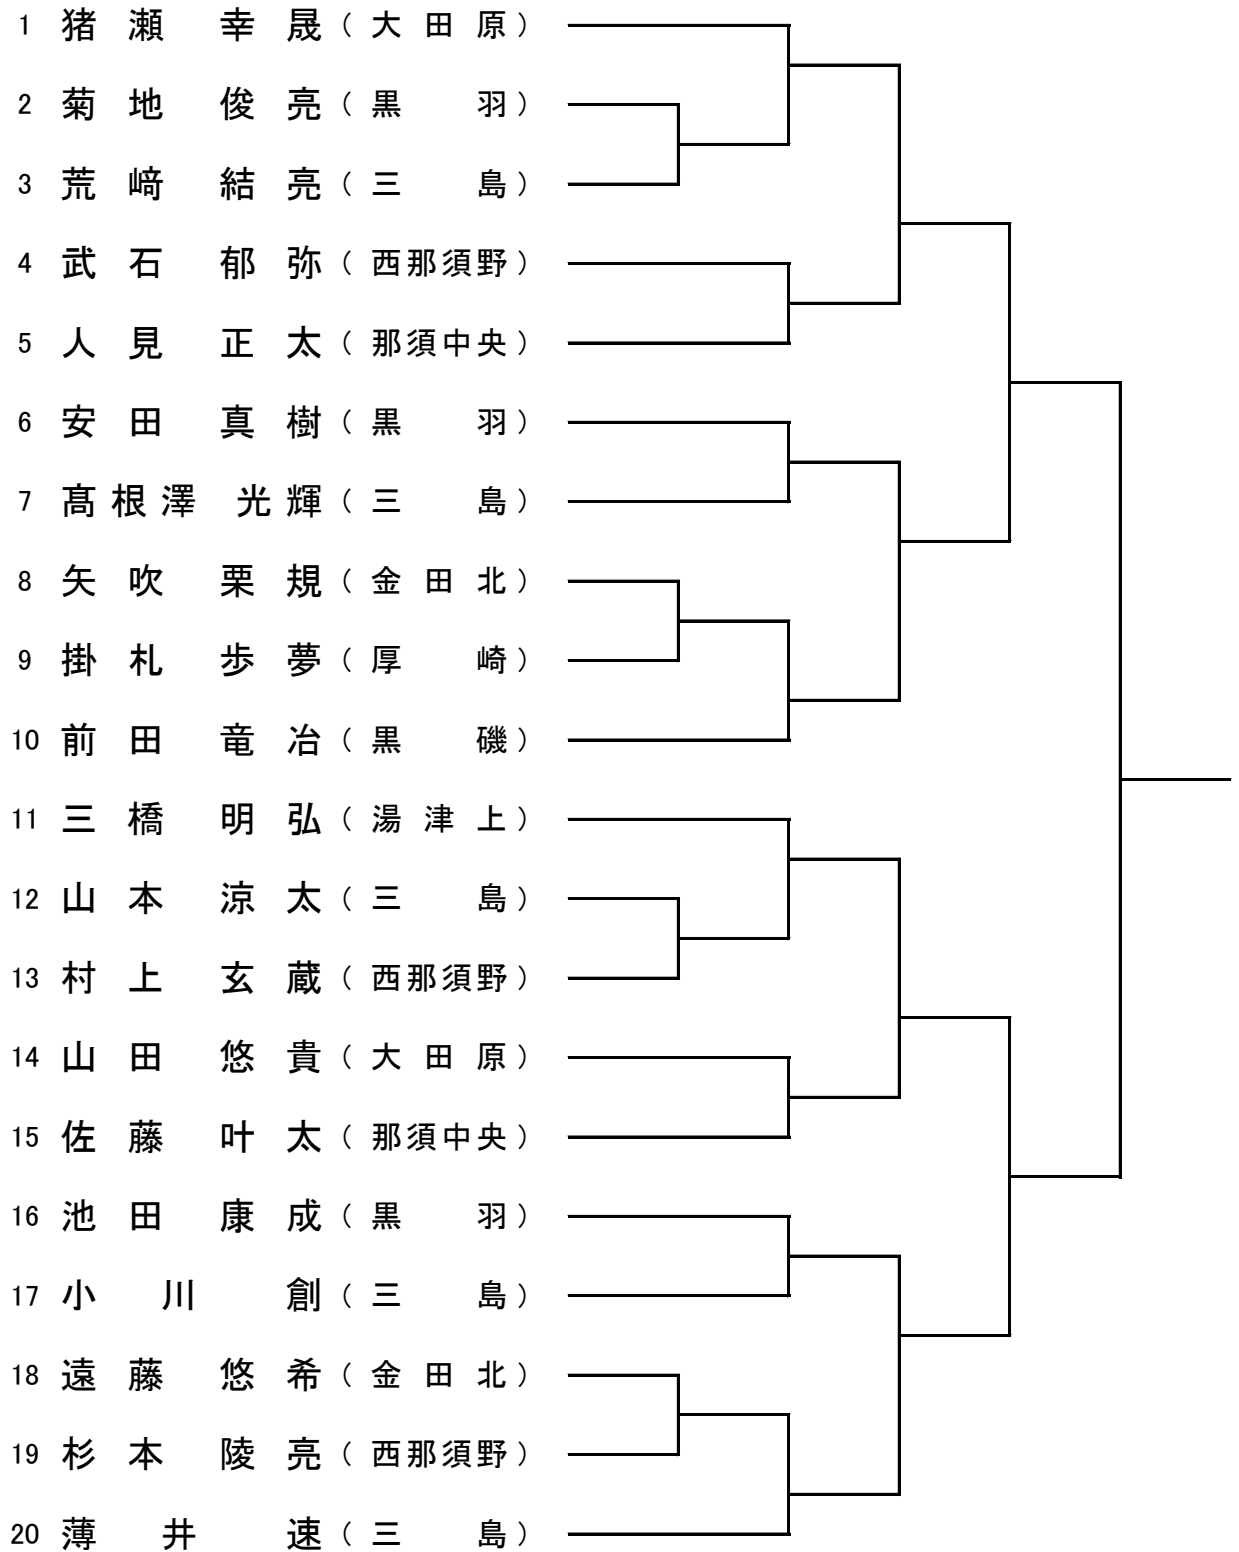 1 猪瀬 幸晟（大田原）
2 菊地 俊亮（黒羽）
3 荒﨑 結亮（三島）
4 武石 郁弥（西那須野）
5 人見 正太（那須中央）
6 安田 真樹（黒羽）
7 髙根澤 光輝（三島）
8 矢吹 栗規（金田北）
9 掛札 歩夢（厚崎）
10 前田 竜冶（黒磯）
11 三橋 明弘（湯津上）
12 山本 涼太（三島）
13 村上 玄蔵（西那須野）
14 山田 悠貴（大田原）
15 佐藤 叶太（那須中央）
16 池田 康成（黒羽）
17 小川 創（三島）
18 遠藤 悠希（金田北）
19 杉本 陵亮（西那須野）
20 薄井 速（三島）